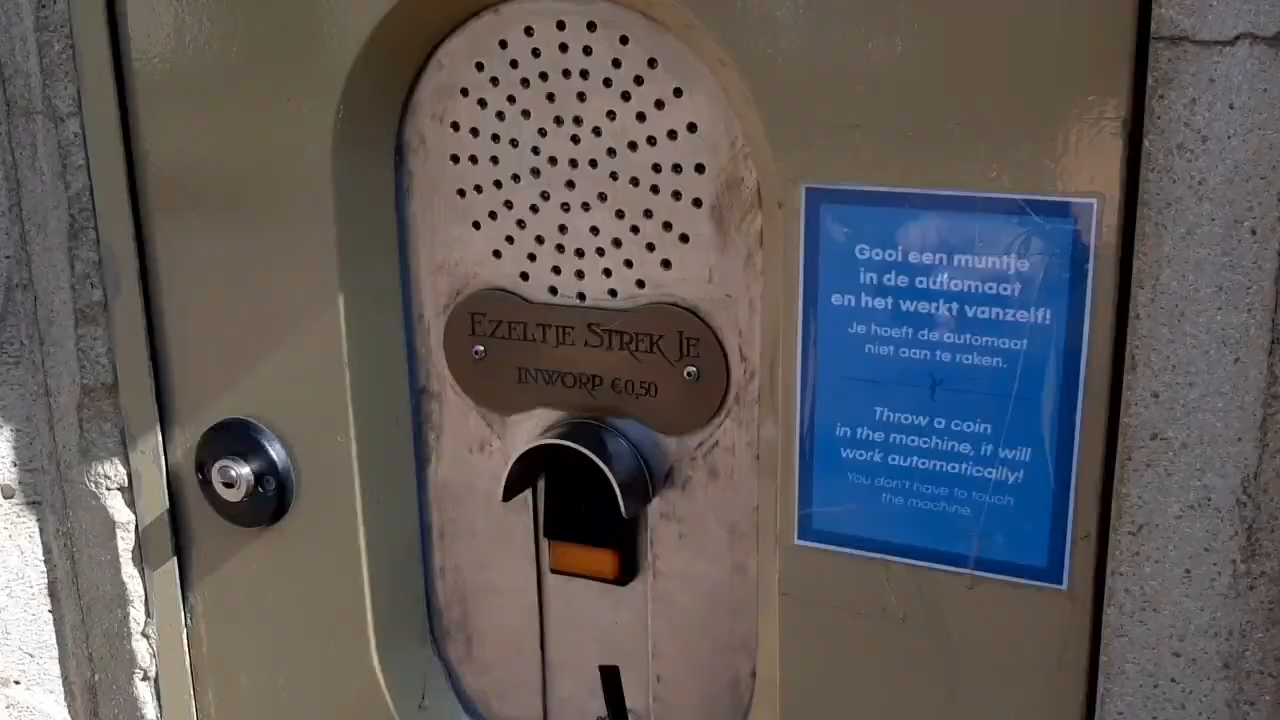 EZELTJE STREK JE
INWORP €0,50
Gooi een muntje
in de automaat
en het werkt vanzelf!
Je hoeft de automaat
niet aan te raken.
Throw a coin
in the machine, it will
work automatically!
You don't have to touch
the machine.